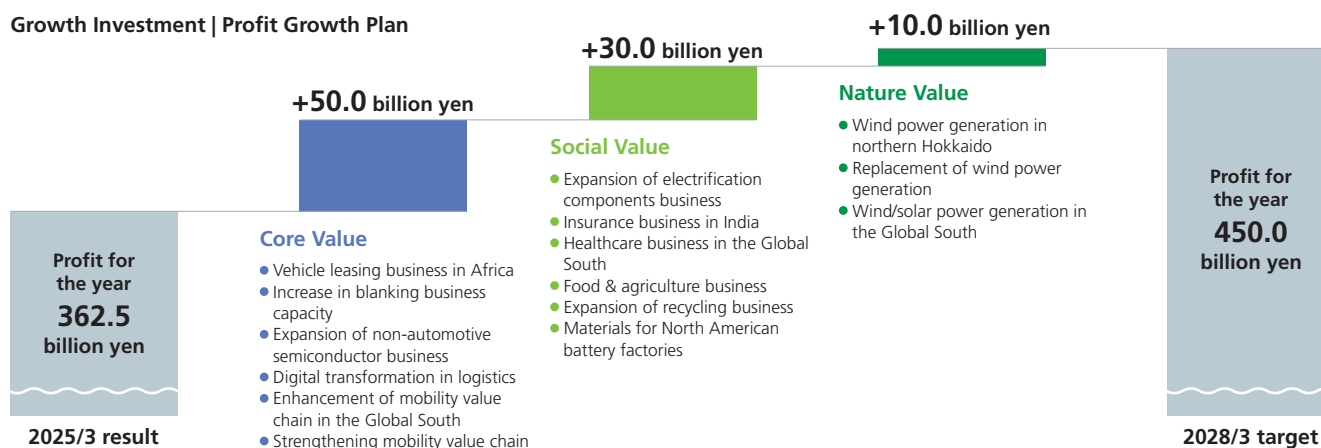 Growth Investment | Profit Growth Plan
Profit for
the year
362.5
billion yen
2025/3 result
+50.0 billion yen
Core Value
● Vehicle leasing business in Africa
● Increase in blanking business
capacity
● Expansion of non-automotive
semiconductor business
● Digital transformation in logistics
● Enhancement of mobility value
chain in the Global South
● Strengthening mobility value chain
+30.0 billion yen
Social Value
● Expansion of electrification
components business
● Insurance business in India
● Healthcare business in the Global
South
● Food & agriculture business
● Expansion of recycling business
● Materials for North American
battery factories
+10.0 billion yen
Nature Value
● Wind power generation in
northern Hokkaido
● Replacement of wind power
generation
● Wind/solar power generation in
the Global South
Profit for
the year
450.0
billion yen
2028/3 target